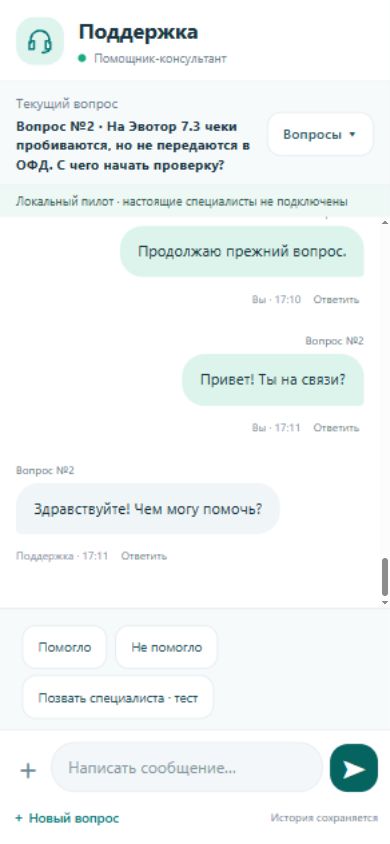 Поддержка
Помощник-консультант
Текущий вопрос
Вопрос №2 · На Эвотор 7.3 чеки
пробиваются, но не передаются в
ОФД. С чего начать проверку?
Вопросы ▾
Локальный пилот · настоящие специалисты не подключены
Продолжаю прежний вопрос.
Вы · 17:10 Ответить
Вопрос №2
Привет! Ты на связи?
Вы · 17:11 Ответить
Вопрос №2
Здравствуйте! Чем могу помочь?
Поддержка · 17:11 Ответить
Помогло
Не помогло
Позвать специалиста · тест
+ Написать сообщение...
+ Новый вопрос
История сохраняется